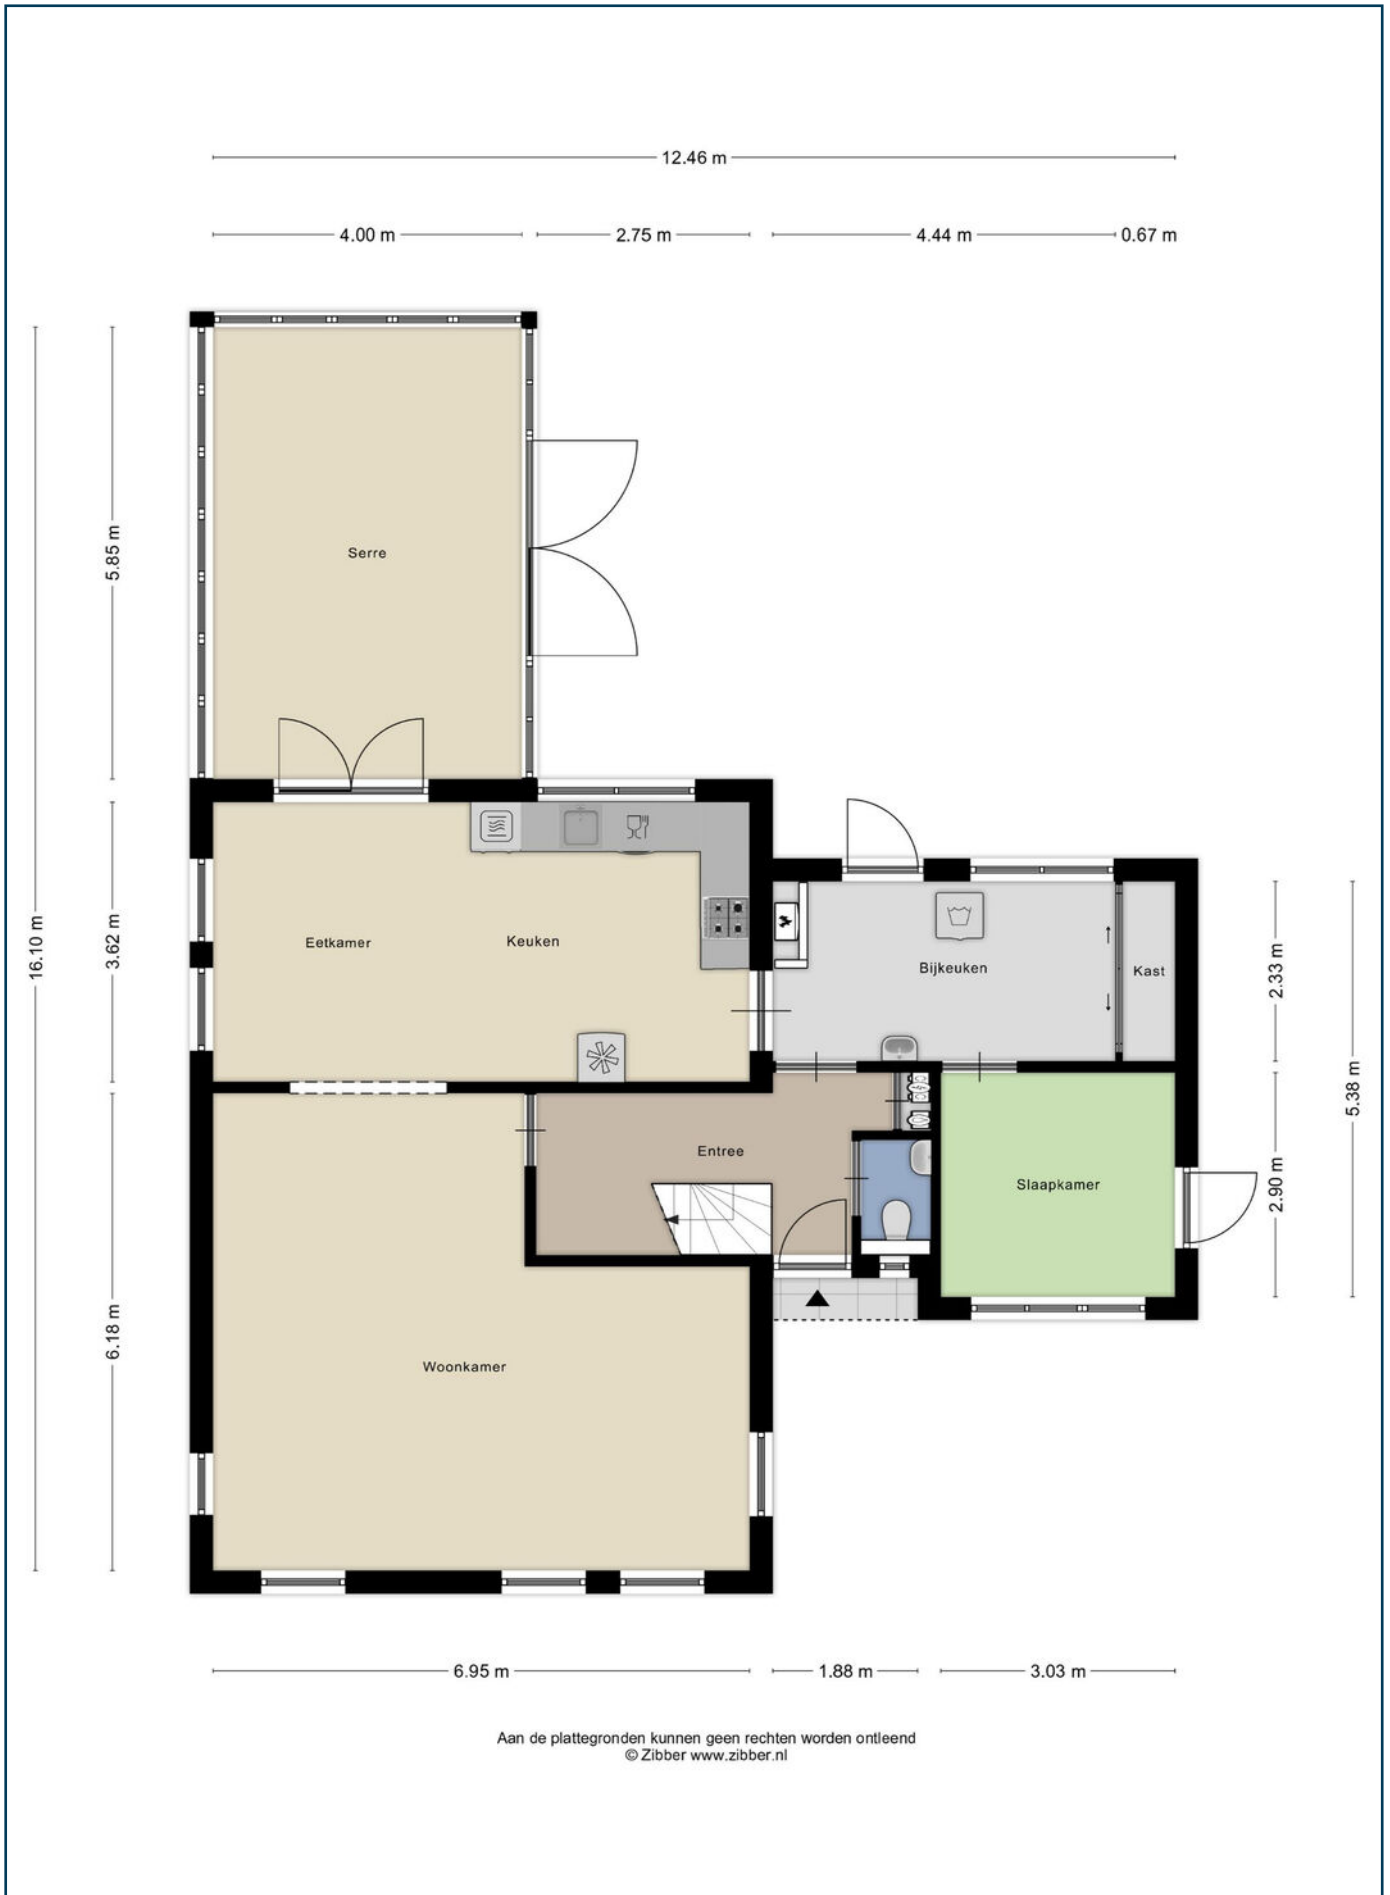 12.46 m
4.00 m
2.75 m
4.44 m
0.67 m
16.10 m
5.85 m
3.62 m
6.18 m
Serre
Eetkamer
Keuken
Bijkeuken
Kast
2.33 m
5.38 m
2.90 m
Entree
Slaapkamer
Woonkamer
6.95 m
1.88 m
3.03 m
Aan de plattegronden kunnen geen rechten worden ontleend
© Zibber www.zibber.nl